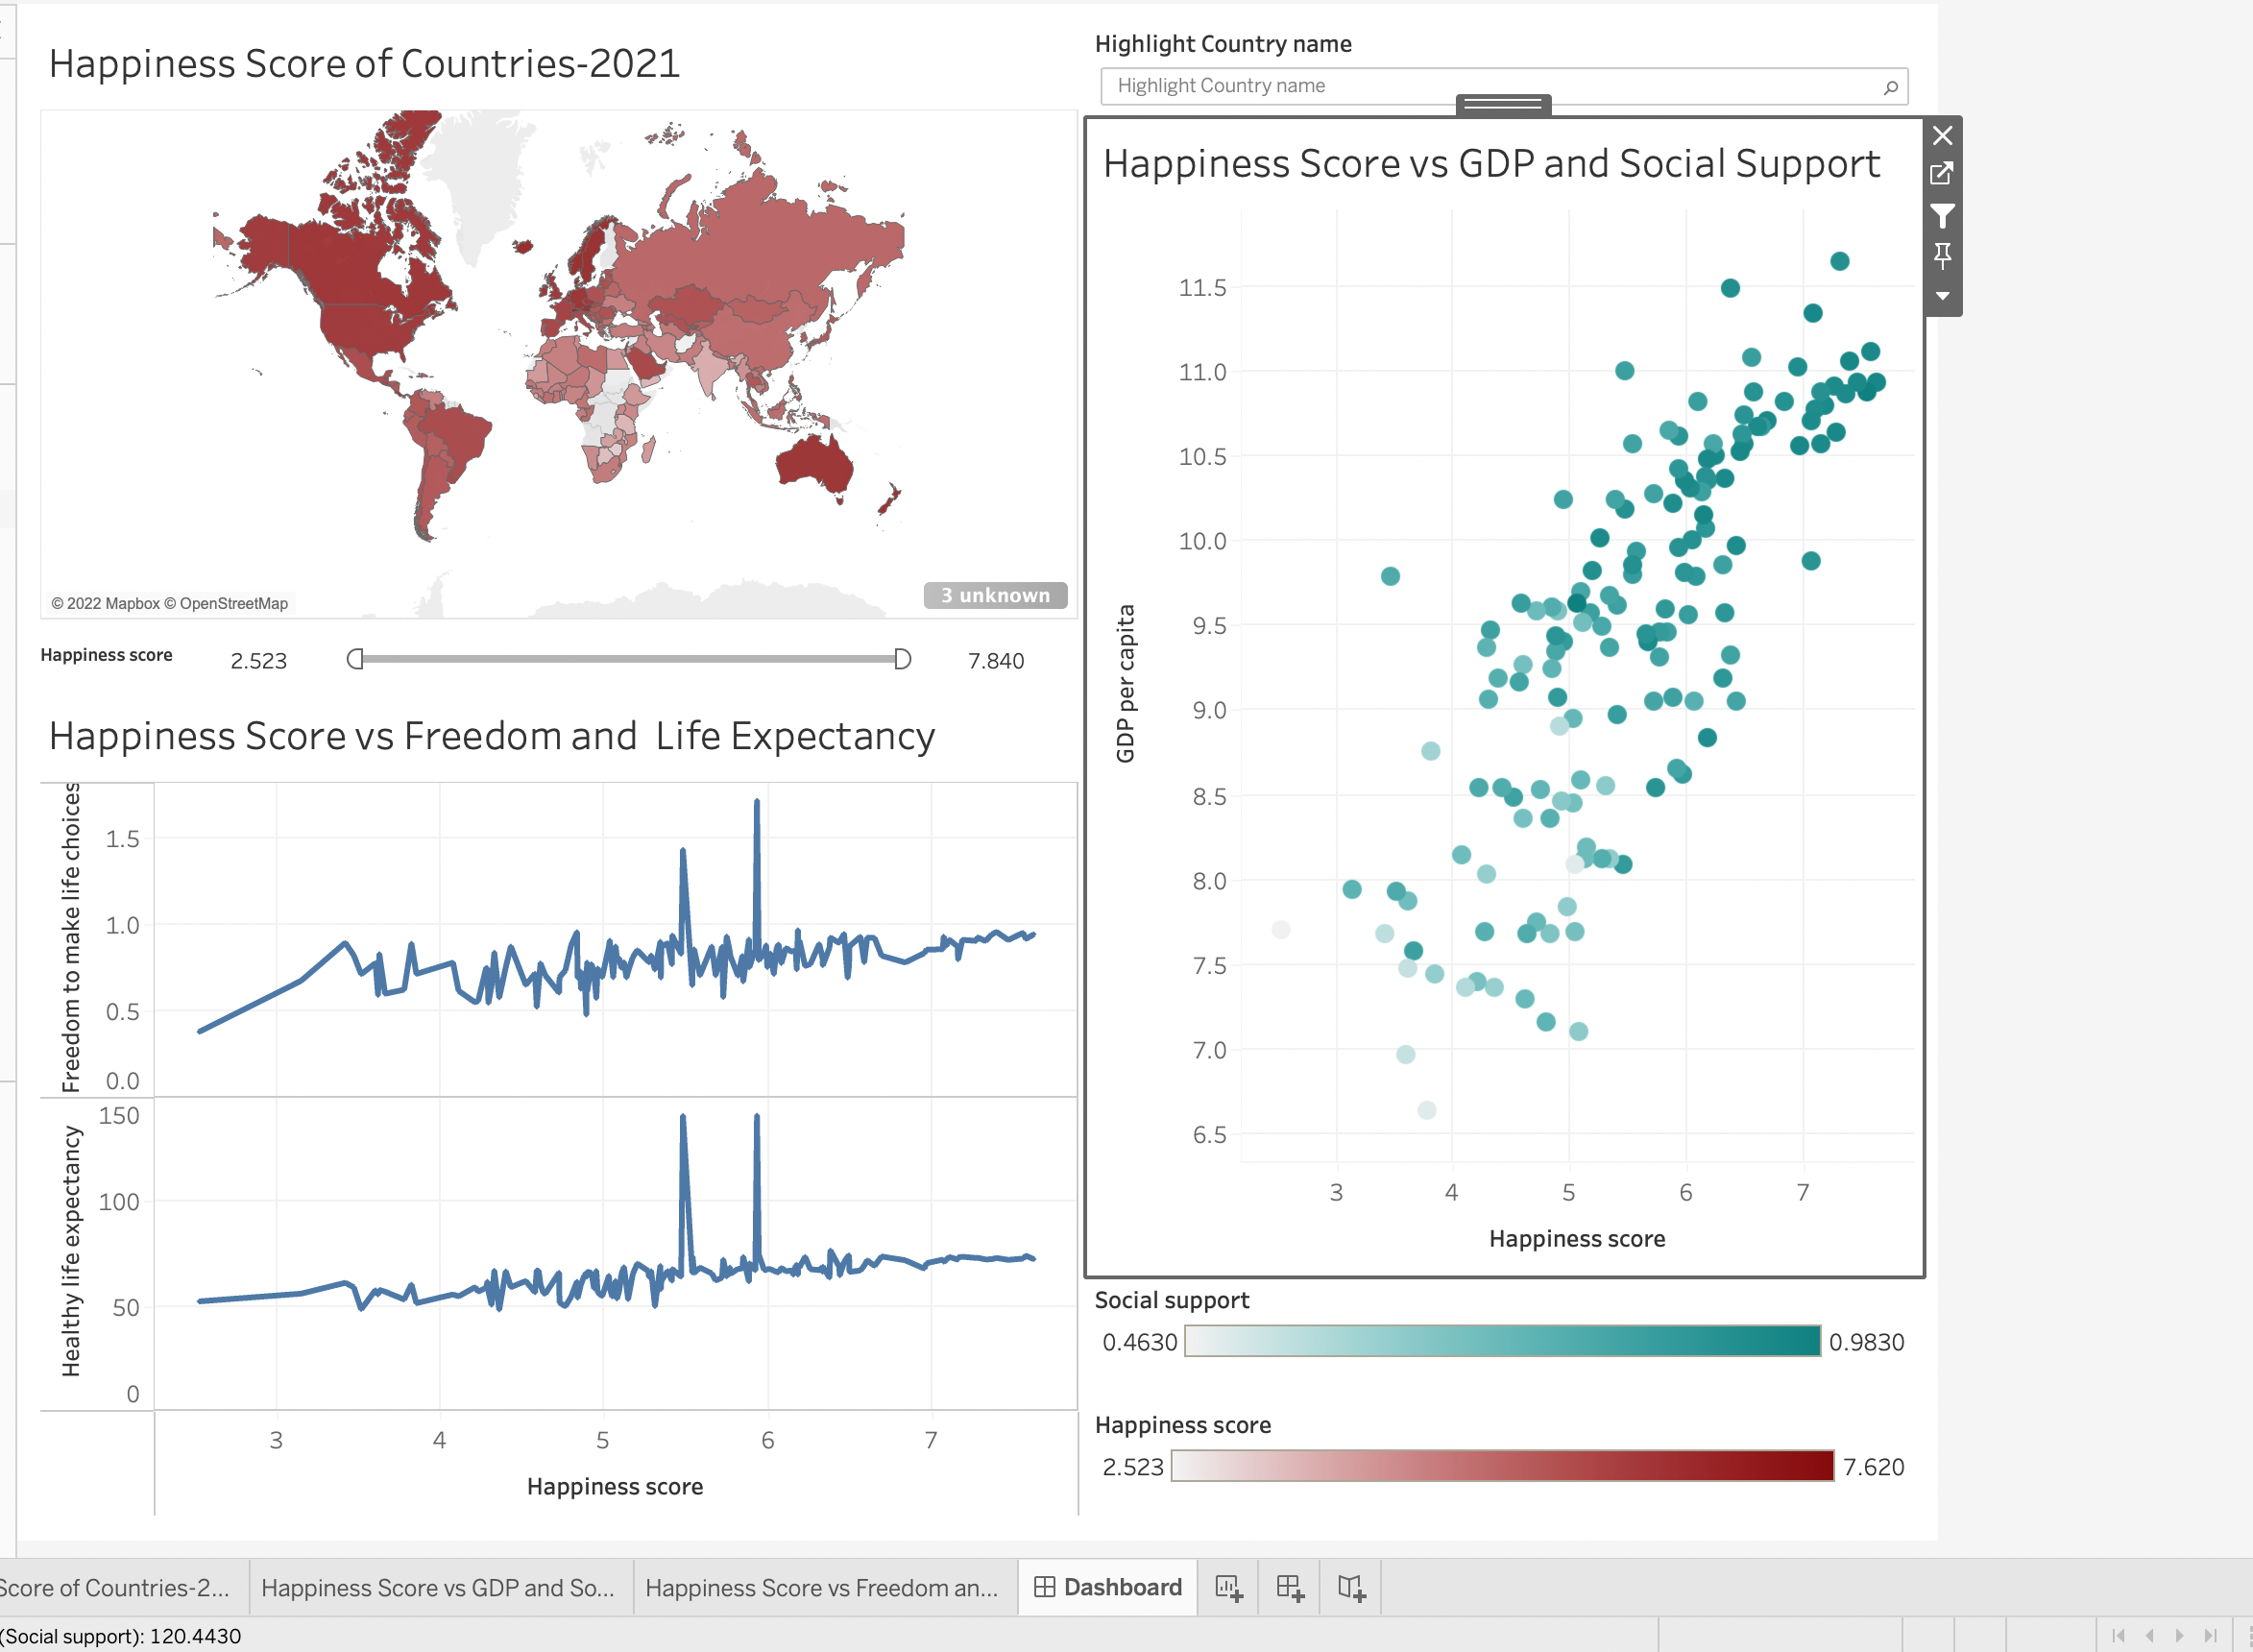 Happiness Score of Countries-2021
© 2022 Mapbox © OpenStreetMap
3 unknown
Happiness score
2.523
7.840
Happiness Score vs Freedom and  Life Expectancy
Freedom to make life choices
1.5
1.0
0.5
0.0
Healthy life expectancy
150
100
50
0
3
4
5
6
7
Happiness score
Highlight Country name
Highlight Country name
Happiness Score vs GDP and Social Support
GDP per capita
11.5
11.0
10.5
10.0
9.5
9.0
8.5
8.0
7.5
7.0
6.5
3
4
5
6
7
Happiness score
Social support
0.4630
0.9830
Happiness score
2.523
7.620
Score of Countries-2...
Happiness Score vs GDP and So...
Happiness Score vs Freedom an...
Dashboard
(Social support): 120.4430